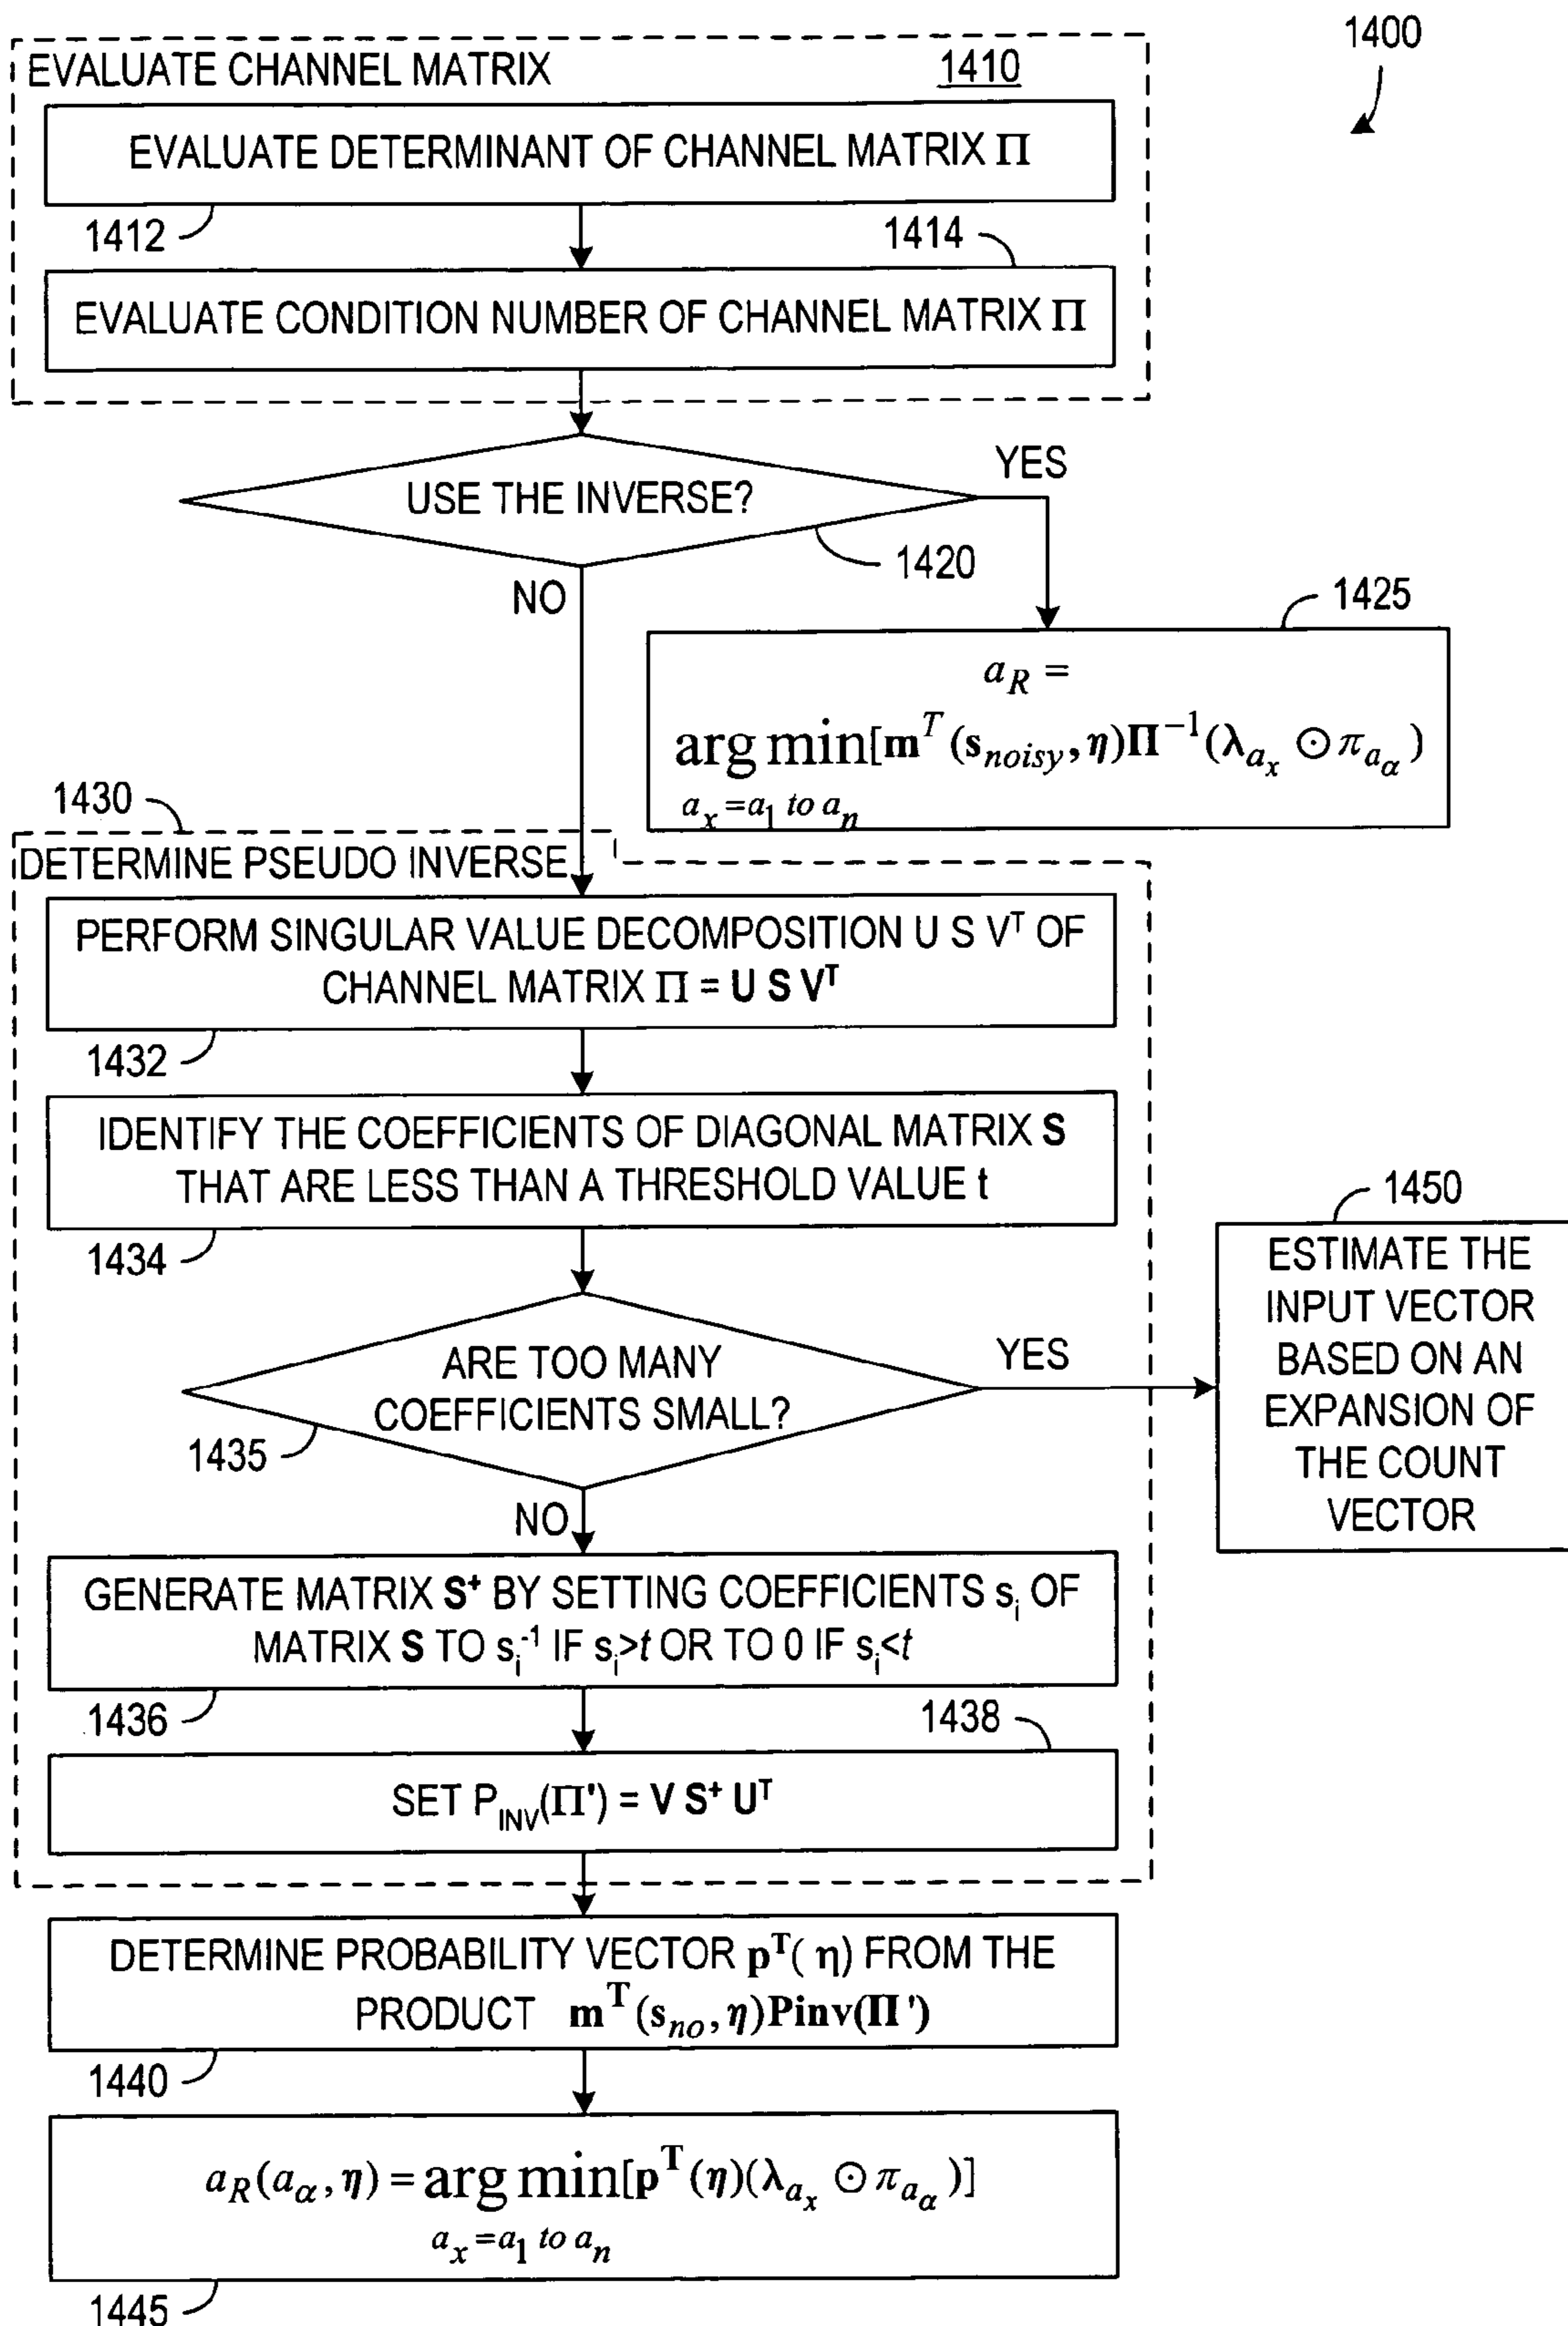 1400
EVALUATE CHANNEL MATRIX 1410
EVALUATE DETERMINANT OF CHANNEL MATRIX Π
1412
1414
EVALUATE CONDITION NUMBER OF CHANNEL MATRIX Π
USE THE INVERSE?
YES
1420
NO
1425
a_R =
arg min[m^T (s_noisy, η)Π^-1(λ_a_x ⊙ π_a_α)
a_x = a_1 to a_n
1430
DETERMINE PSEUDO INVERSE
PERFORM SINGULAR VALUE DECOMPOSITION U S V^T OF
CHANNEL MATRIX Π = U S V^T
1432
IDENTIFY THE COEFFICIENTS OF DIAGONAL MATRIX S
THAT ARE LESS THAN A THRESHOLD VALUE t
1434
ARE TOO MANY
COEFFICIENTS SMALL?
YES
1435
NO
1450
ESTIMATE THE
INPUT VECTOR
BASED ON AN
EXPANSION OF
THE COUNT
VECTOR
GENERATE MATRIX S^+ BY SETTING COEFFICIENTS s_i OF
MATRIX S TO s_i^-1 IF s_i>t OR TO 0 IF s_i<t
1436
1438
SET P_INV(Π') = V S^+ U^T
DETERMINE PROBABILITY VECTOR p^T( η) FROM THE
PRODUCT m^T(s_no, η)Pinv(Π')
1440
a_R(a_α, η) = arg min[p^T(η)(λ_a_x ⊙ π_a_α)]
a_x = a_1 to a_n
1445